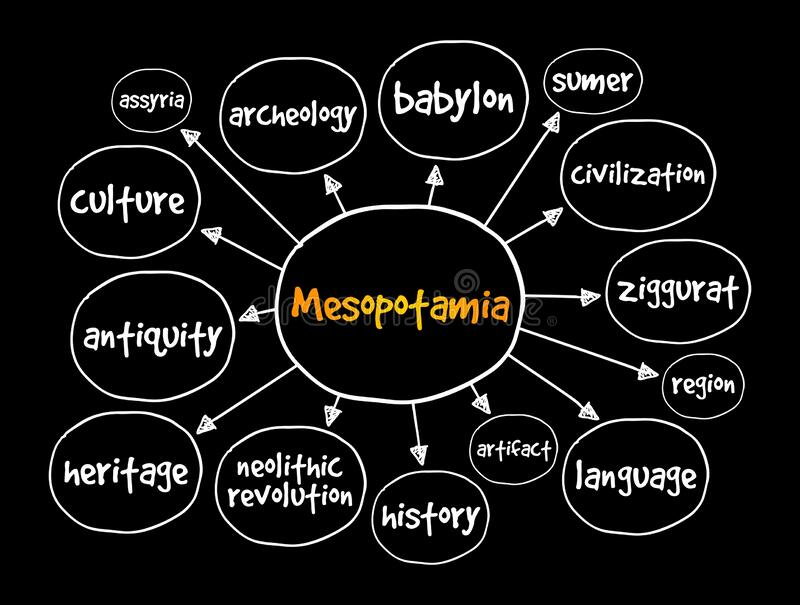 sumer
babylon
assyria
archeology
civilization
culture
ziggurat
Mesopotamia
dreamstime
antiquity
region
artifact
heritage
neolithic
revolution
language
history